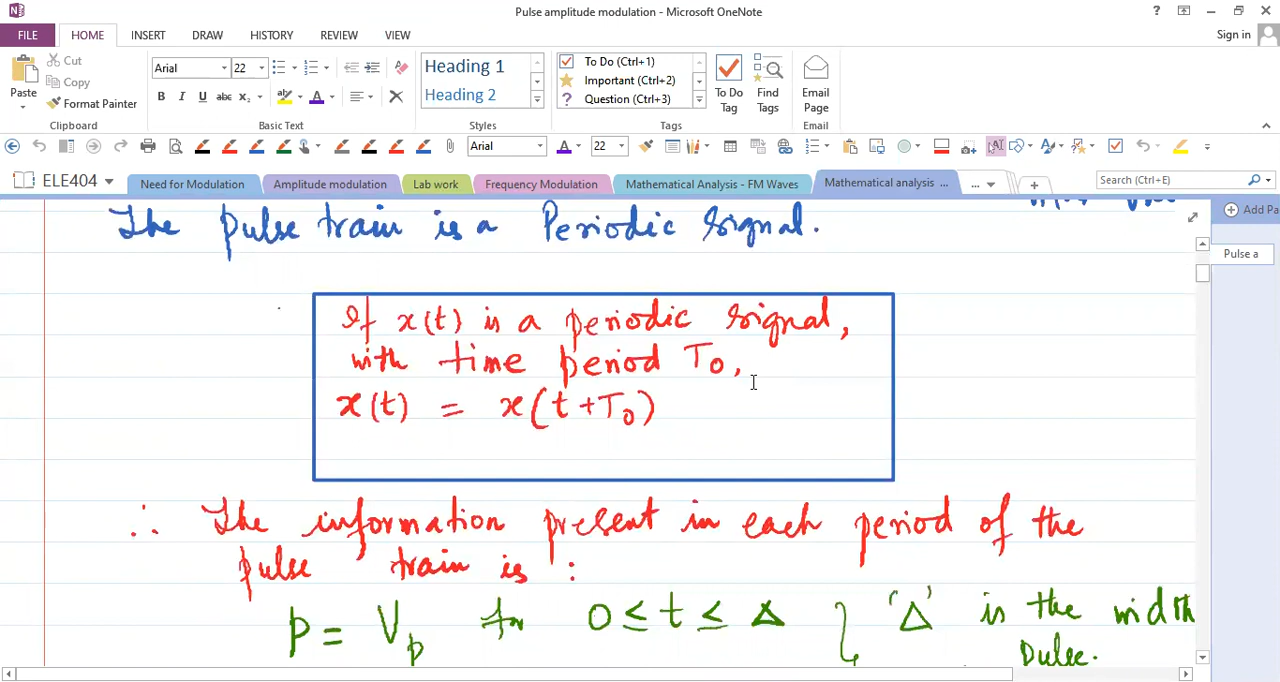 Pulse amplitude modulation - Microsoft OneNote
Sign in
FILE HOME INSERT DRAW HISTORY REVIEW VIEW
Paste
Cut
Copy
Format Painter
Clipboard
Arial 22
B I U abc x₂ A
Basic Text
Heading 1
Heading 2
Styles
To Do (Ctrl+1)
Important (Ctrl+2)
Question (Ctrl+3)
To Do Tag
Find Tags
Tags
Email Page
Email
Arial 22
ELE404
Need for Modulation
Amplitude modulation
Lab work
Frequency Modulation
Mathematical Analysis - FM Waves
Mathematical analysis ...
...
Search (Ctrl+E)
Add Pa
Pulse a
The pulse train is a Periodic Signal.
If x(t) is a periodic signal,
with time period T₀,
x(t) = x(t+T₀)
∴ The information present in each period of the
pulse train is :
p = Vₚ for 0 ≤ t ≤ Δ } 'Δ' is the width
pulse.